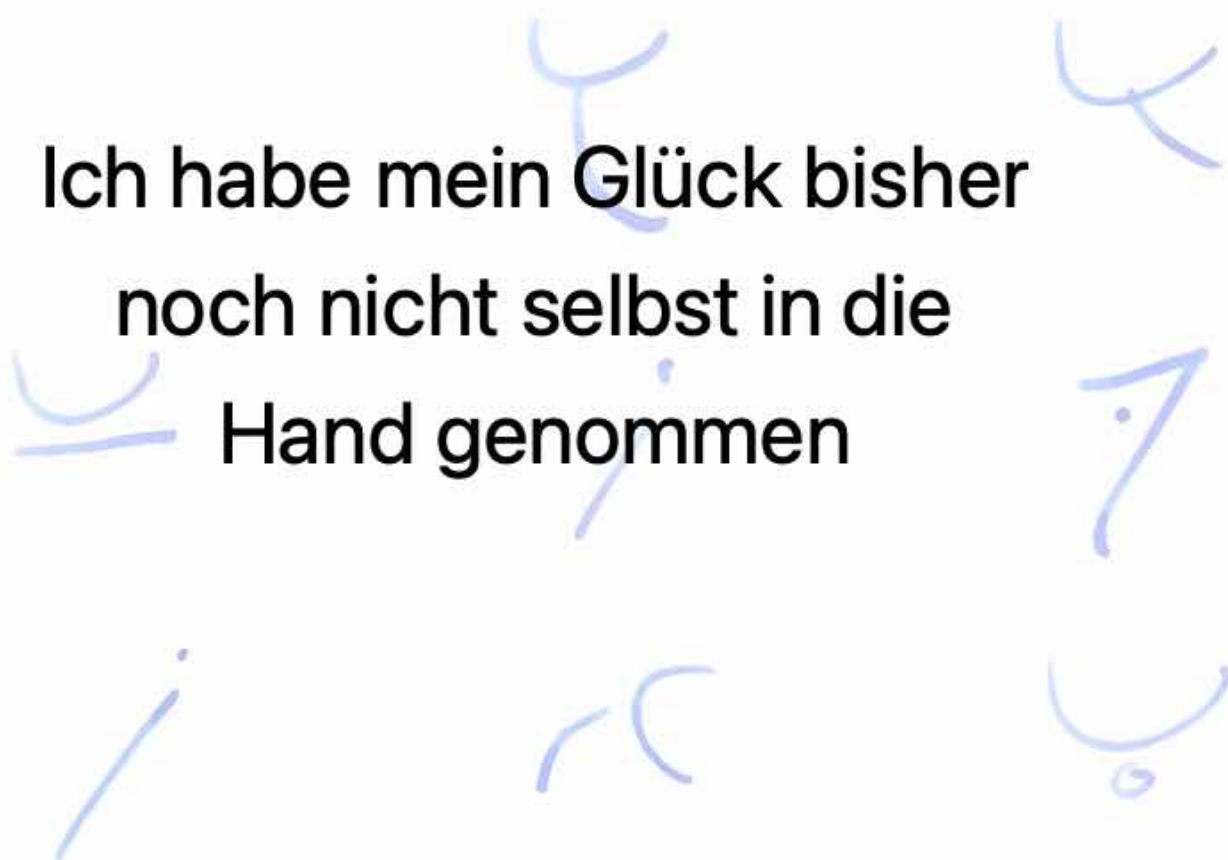 Ich habe mein Glück bisher
noch nicht selbst in die
Hand genommen